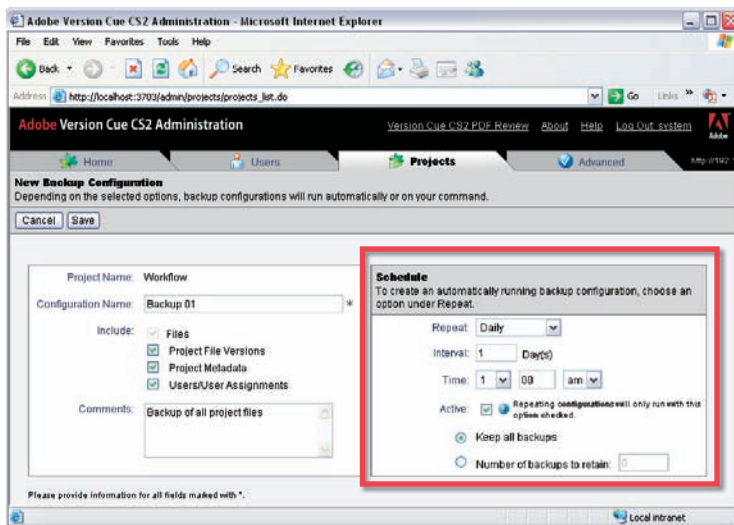 Adobe Version Cue CS2 Administration - Microsoft Internet Explorer
File Edit View Favorites Tools Help
Back Search Favorites
Address http://localhost:3703/admin/projects/projects_list.do Go Links »
Adobe Version Cue CS2 Administration Version Cue CS2 PDF Review About Help Log Out: system Adobe
Home Users Projects Advanced http://192.
New Backup Configuration
Depending on the selected options, backup configurations will run automatically or on your command.
Cancel Save
Project Name: Workflow
Configuration Name: Backup 01 *
Include: Files
Project File Versions
Project Metadata
Users/User Assignments
Comments: Backup of all project files
Schedule
To create an automatically running backup configuration, choose an
option under Repeat.
Repeat: Daily
Interval: 1 Day(s)
Time: 1 00 am
Active: Repeating configurations will only run with this
option checked.
Keep all backups
Number of backups to retain: 0
Please provide information for all fields marked with *.
Local intranet